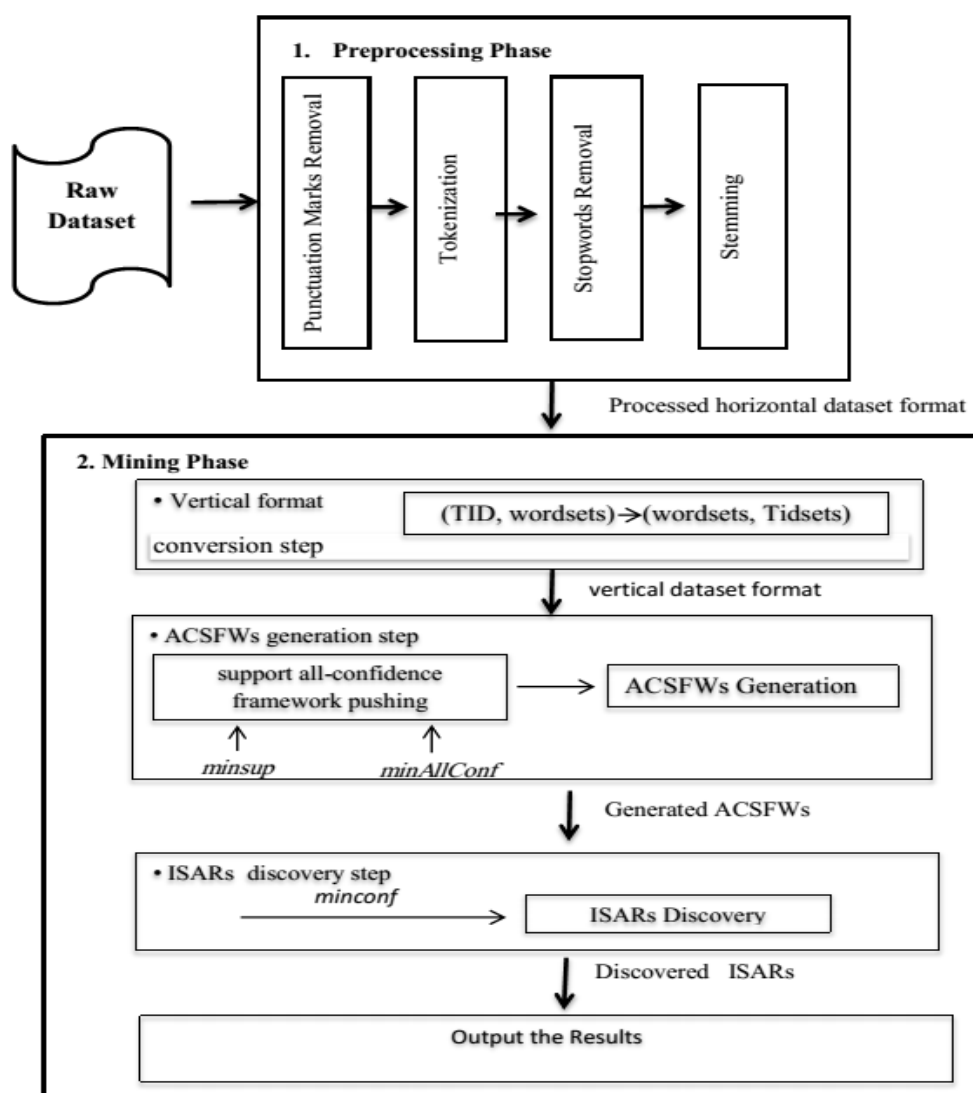 1. Preprocessing Phase
Raw
Dataset
Punctuation Marks Removal
Tokenization
Stopwords Removal
Stemming
Processed horizontal dataset format
2. Mining Phase
• Vertical format
conversion step
(TID, wordsets)→(wordsets, Tidsets)
vertical dataset format
• ACSFWs generation step
support all-confidence
framework pushing
ACSFWs Generation
minsup
minAllConf
Generated ACSFWs
• ISARs discovery step
minconf
ISARs Discovery
Discovered ISARs
Output the Results